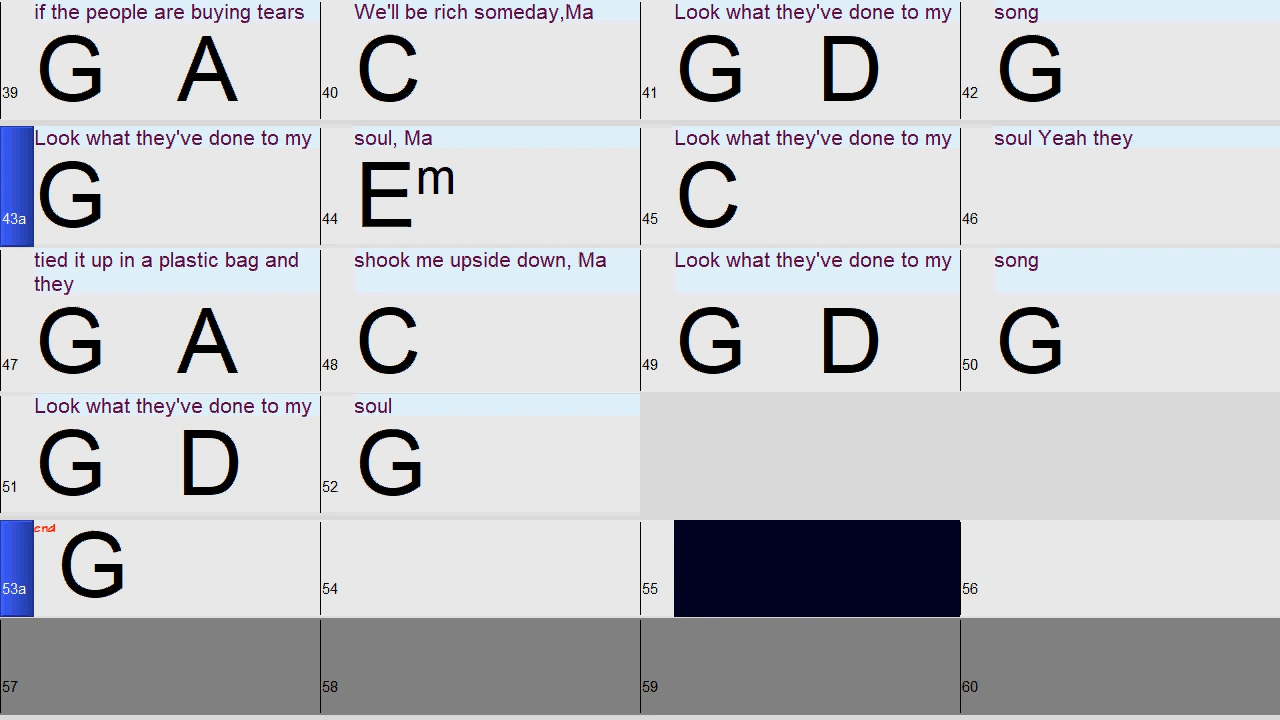 if the people are buying tears We'll be rich someday,Ma Look what they've done to my song
39 G A 40 C 41 G D 42 G
Look what they've done to my soul, Ma Look what they've done to my soul Yeah they
43a G 44 Em 45 C 46
tied it up in a plastic bag and they shook me upside down, Ma Look what they've done to my song
47 G A 48 C 49 G D 50 G
Look what they've done to my soul
51 G D 52 G
end
53a G 54 55 56
57 58 59 60